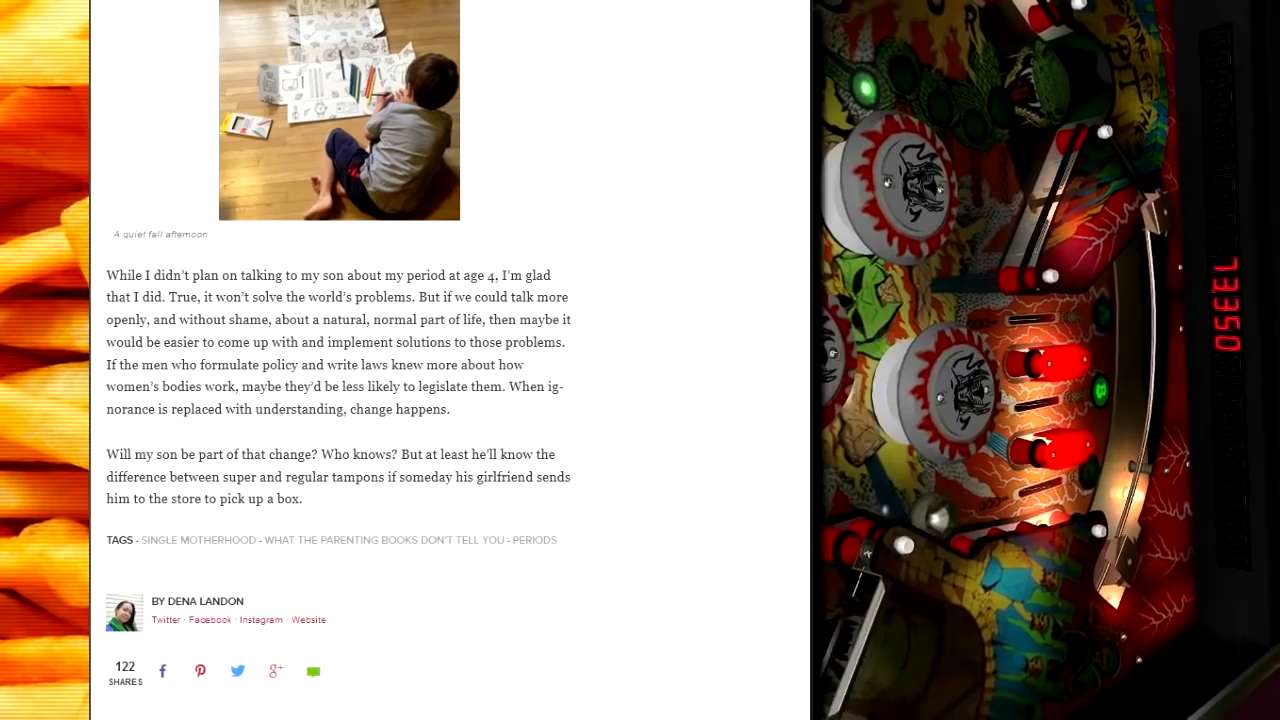 A quiet fall afternoon
While I didn't plan on talking to my son about my period at age 4, I'm glad
that I did. True, it won't solve the world's problems. But if we could talk more
openly, and without shame, about a natural, normal part of life, then maybe it
would be easier to come up with and implement solutions to those problems.
If the men who formulate policy and write laws knew more about how
women's bodies work, maybe they'd be less likely to legislate them. When ig-
norance is replaced with understanding, change happens.
Will my son be part of that change? Who knows? But at least he'll know the
difference between super and regular tampons if someday his girlfriend sends
him to the store to pick up a box.
TAGS · SINGLE MOTHERHOOD · WHAT THE PARENTING BOOKS DON'T TELL YOU · PERIODS
BY DENA LANDON
Twitter · Facebook · Instagram · Website
122
SHARES
PIT